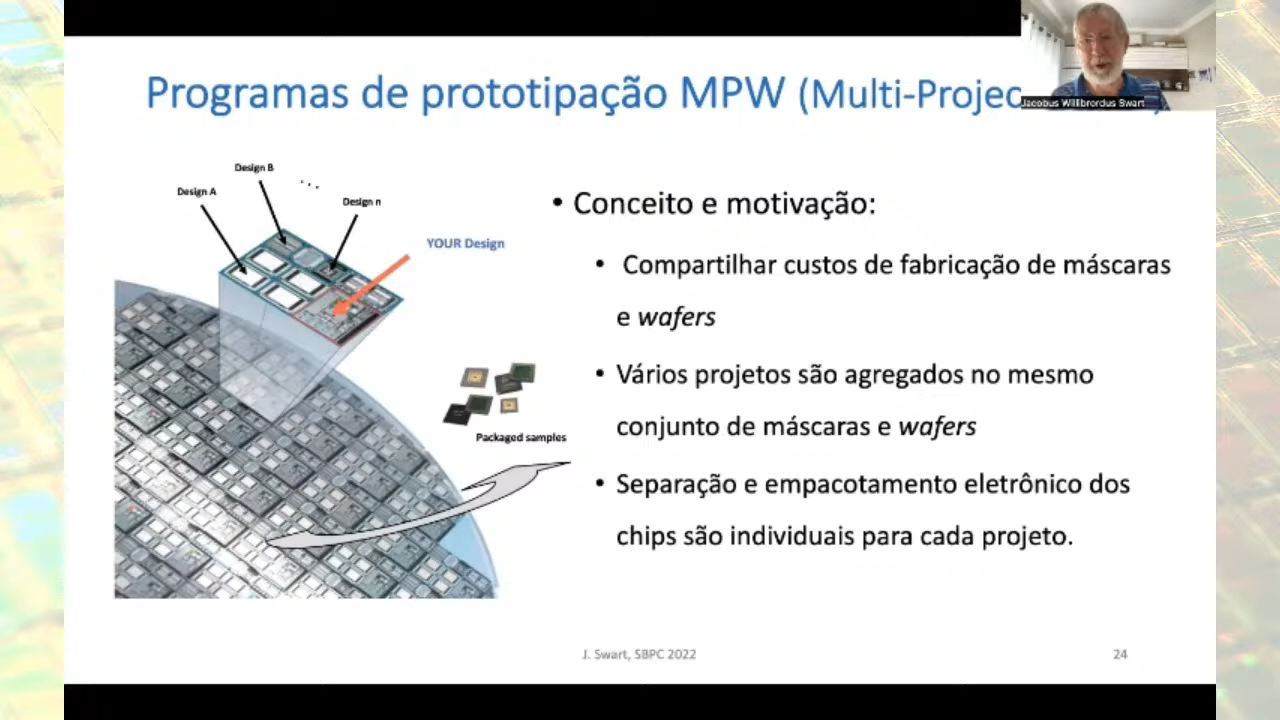 Programas de prototipação MPW (Multi-Projec
Jacobus Willibrordus Swart
Design B
Design A
Design n
YOUR Design
Packaged samples
• Conceito e motivação:
• Compartilhar custos de fabricação de máscaras
e wafers
• Vários projetos são agregados no mesmo
conjunto de máscaras e wafers
• Separação e empacotamento eletrônico dos
chips são individuais para cada projeto.
J. Swart, SBPC 2022
24